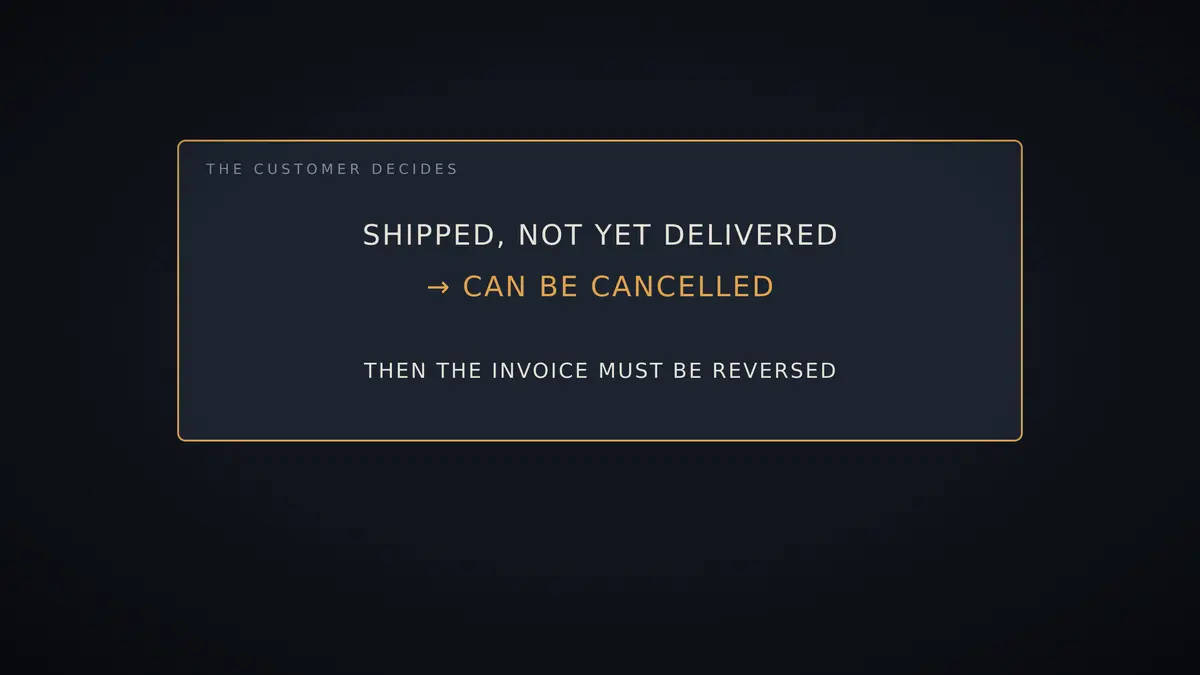 THE CUSTOMER DECIDES
SHIPPED, NOT YET DELIVERED
→ CAN BE CANCELLED
THEN THE INVOICE MUST BE REVERSED